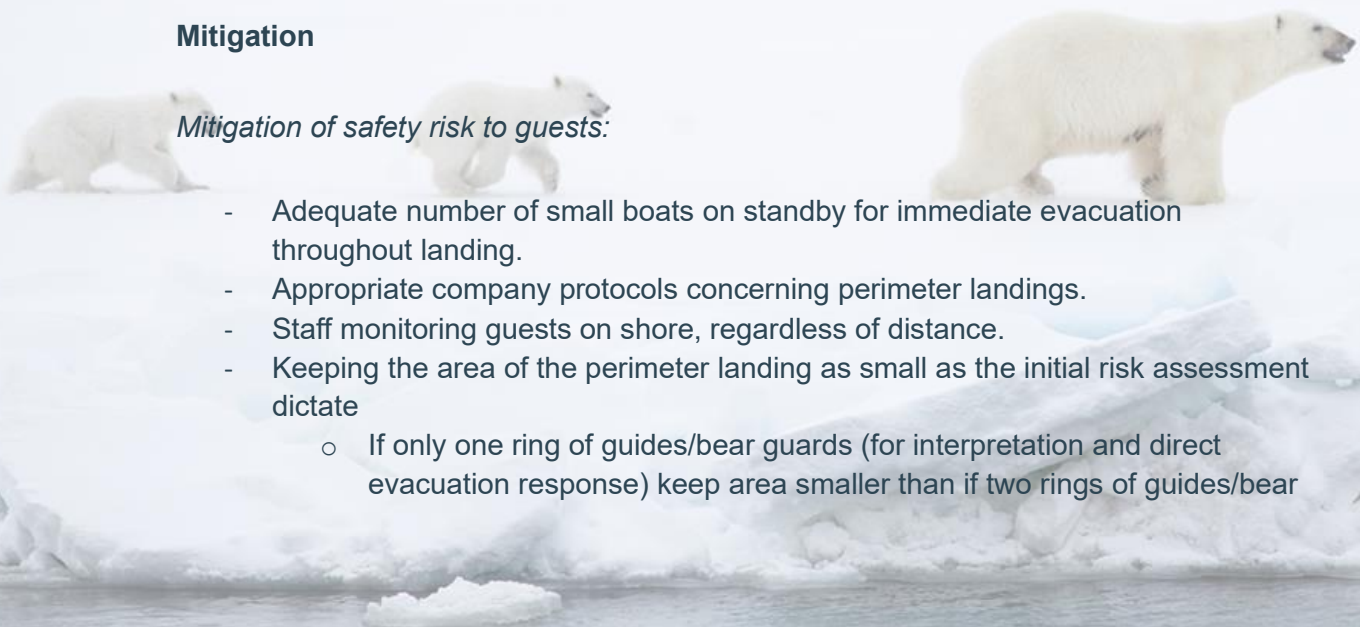 Mitigation
Mitigation of safety risk to guests:
- Adequate number of small boats on standby for immediate evacuation
throughout landing.
- Appropriate company protocols concerning perimeter landings.
- Staff monitoring guests on shore, regardless of distance.
- Keeping the area of the perimeter landing as small as the initial risk assessment
dictate
o If only one ring of guides/bear guards (for interpretation and direct
evacuation response) keep area smaller than if two rings of guides/bear